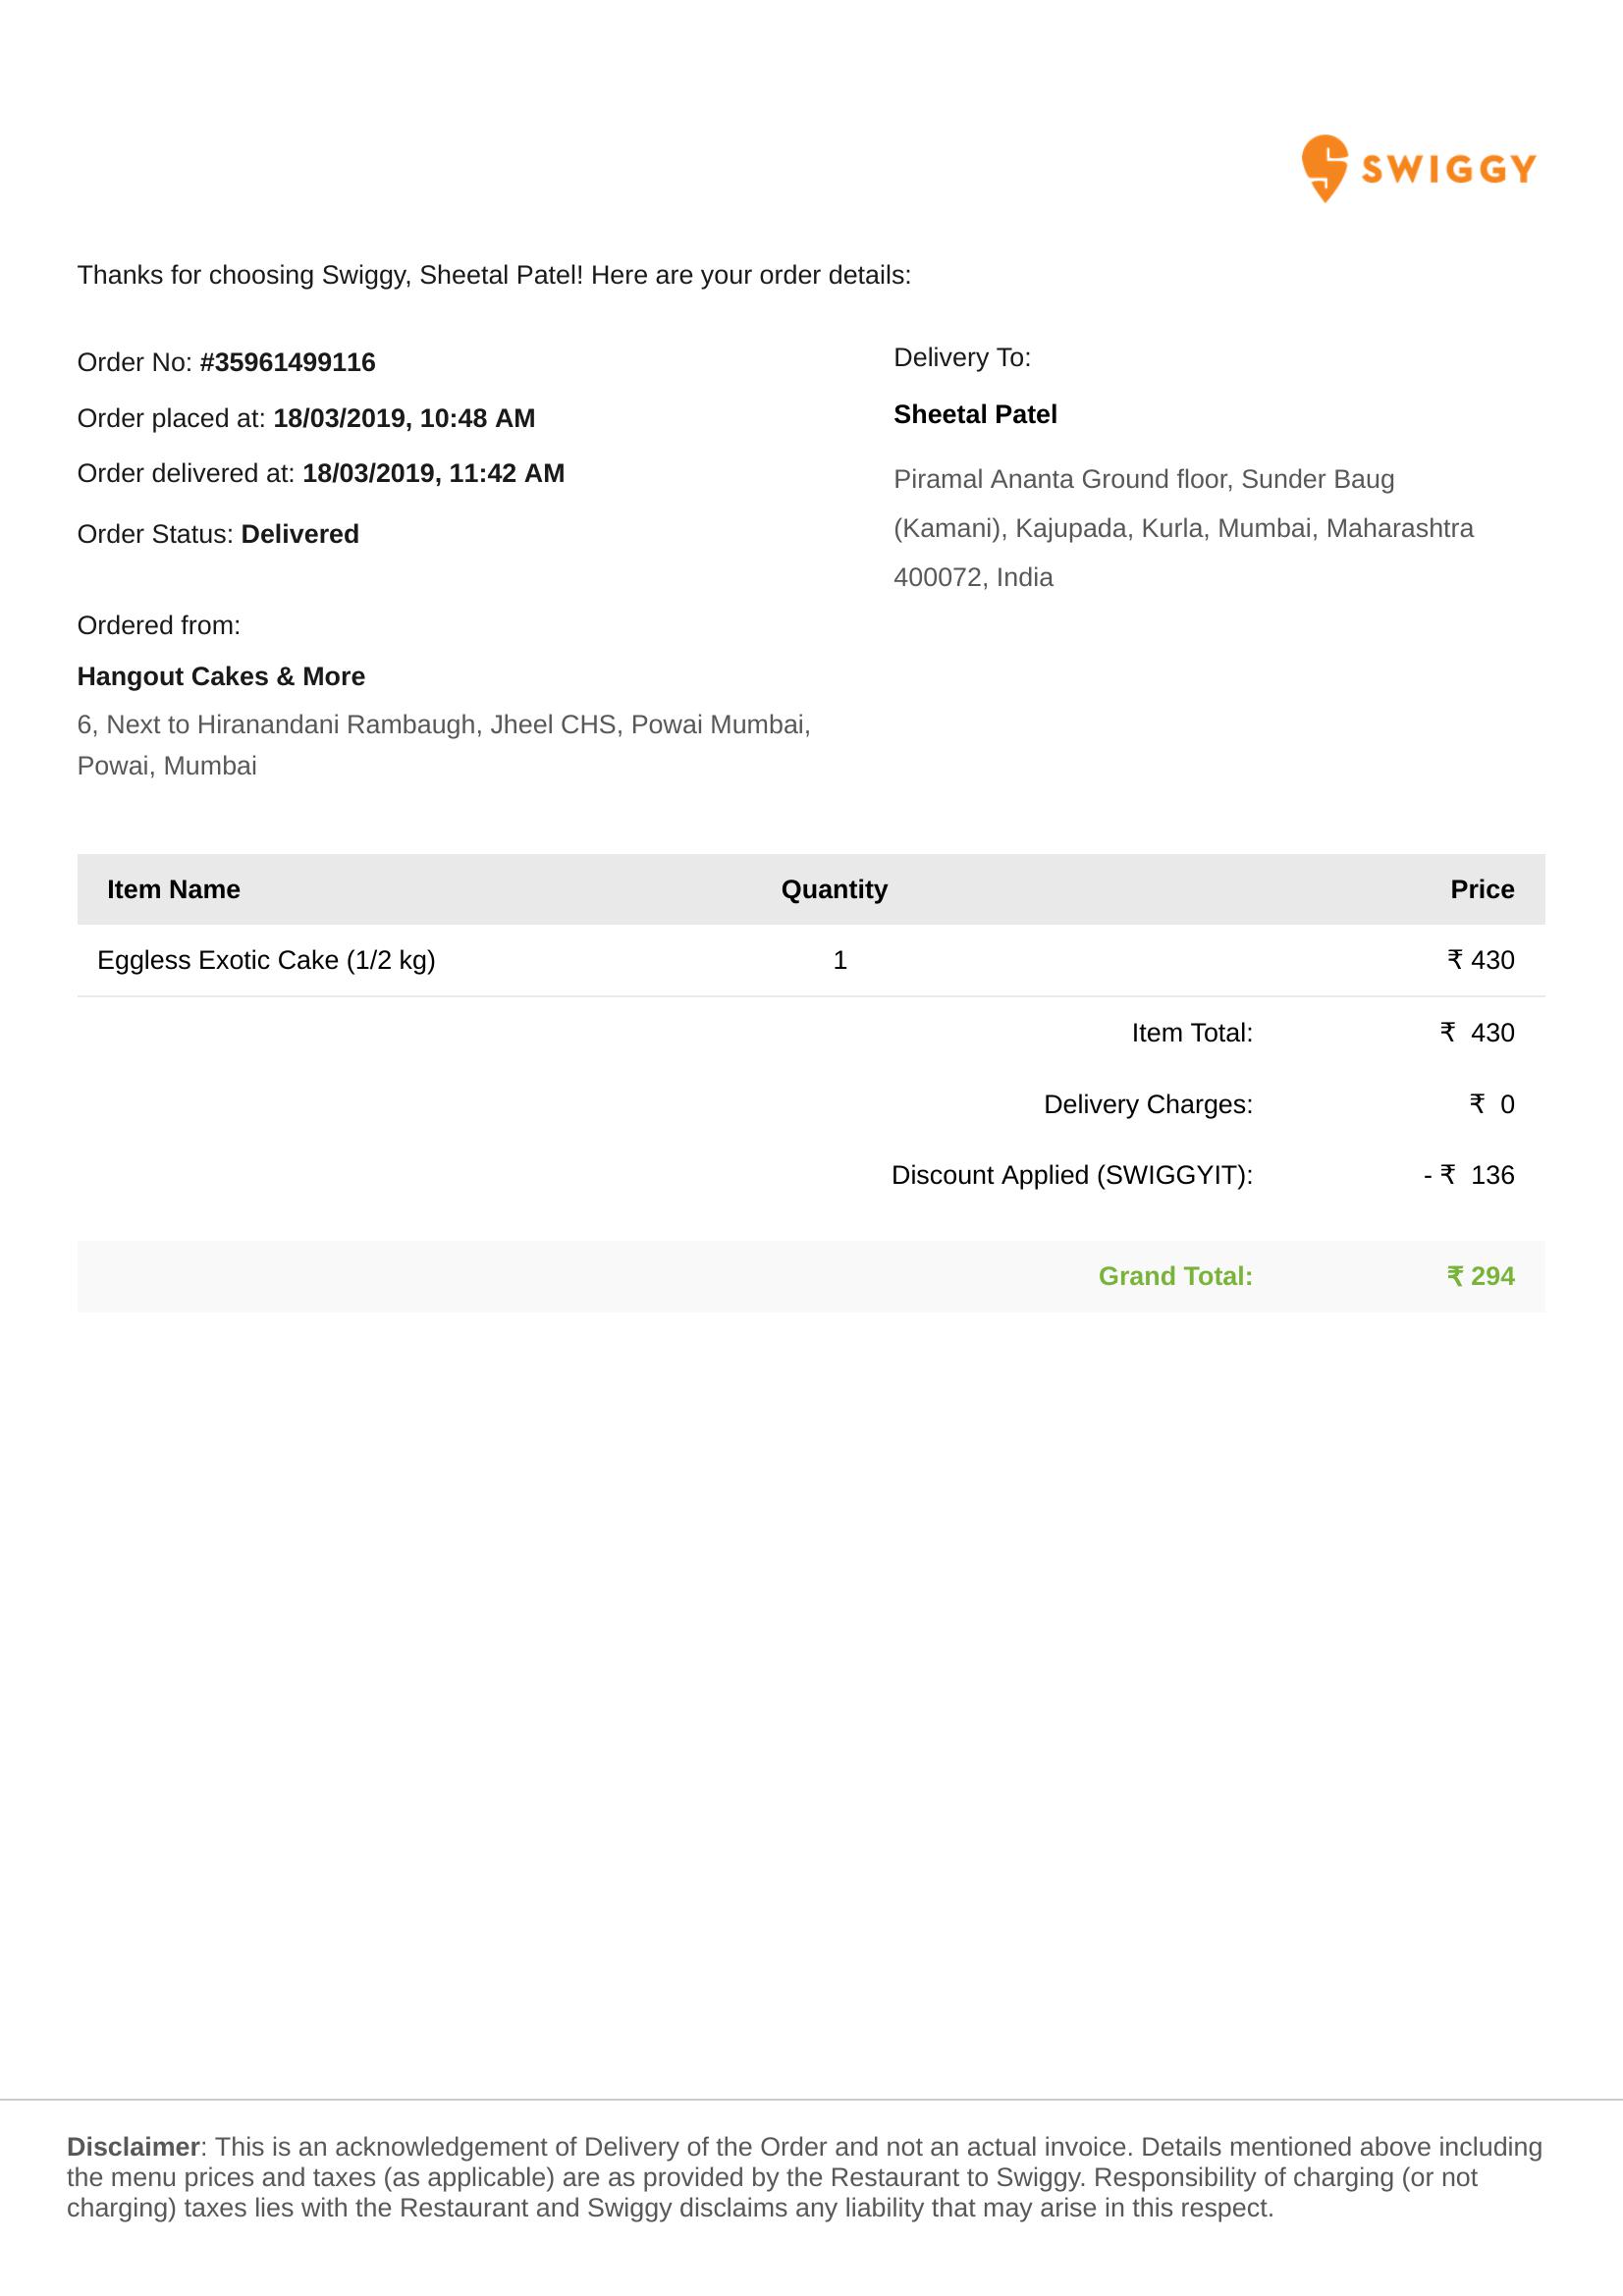 SWIGGY
Thanks for choosing Swiggy, Sheetal Patel! Here are your order details:
Order No: #35961499116
Order placed at: 18/03/2019, 10:48 AM
Order delivered at: 18/03/2019, 11:42 AM
Order Status: Delivered
Delivery To:
Sheetal Patel
Piramal Ananta Ground floor, Sunder Baug
(Kamani), Kajupada, Kurla, Mumbai, Maharashtra
400072, India
Ordered from:
Hangout Cakes & More
6, Next to Hiranandani Rambaugh, Jheel CHS, Powai Mumbai,
Powai, Mumbai
Item Name Quantity Price
Eggless Exotic Cake (1/2 kg) 1 ₹ 430
Item Total: ₹ 430
Delivery Charges: ₹ 0
Discount Applied (SWIGGYIT): - ₹ 136
Grand Total: ₹ 294
Disclaimer: This is an acknowledgement of Delivery of the Order and not an actual invoice. Details mentioned above including
the menu prices and taxes (as applicable) are as provided by the Restaurant to Swiggy. Responsibility of charging (or not
charging) taxes lies with the Restaurant and Swiggy disclaims any liability that may arise in this respect.